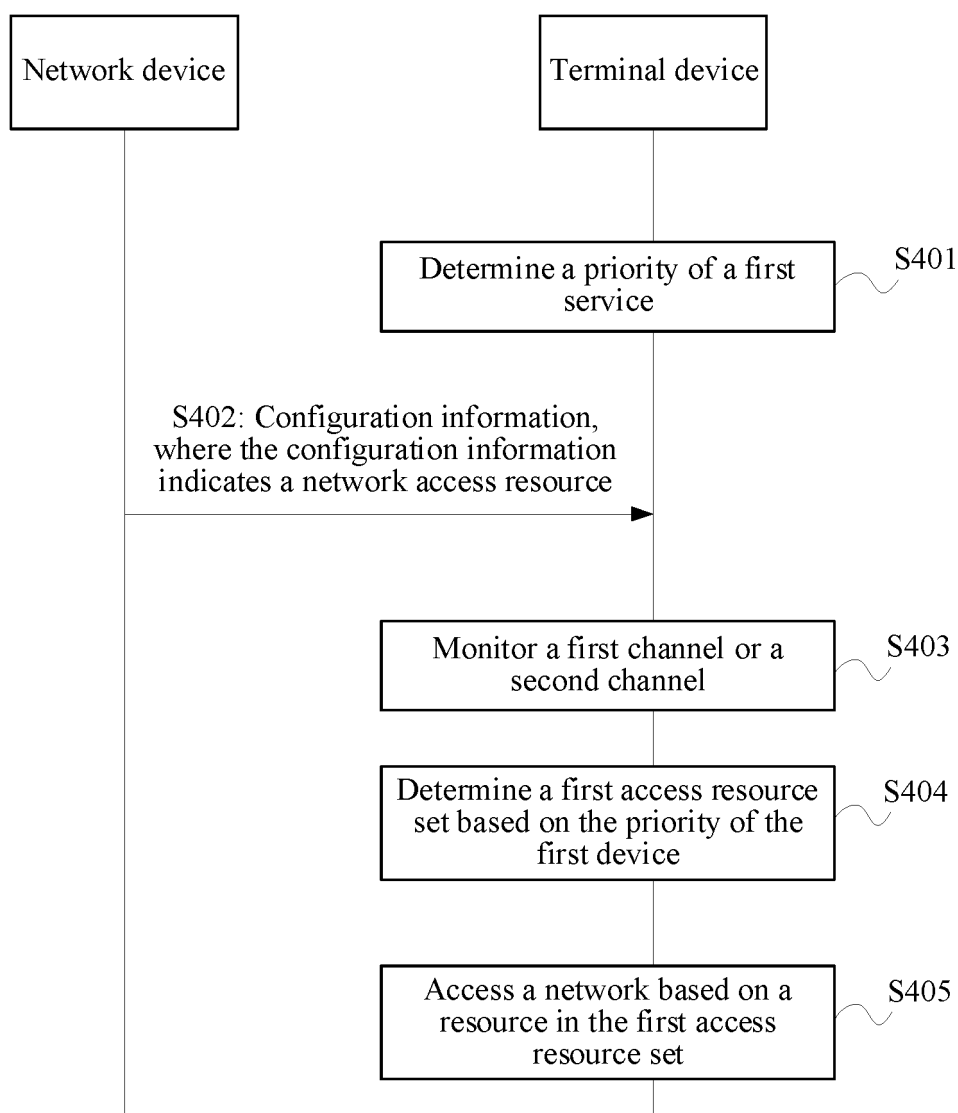 Network device
Terminal device
Determine a priority of a first
service
S401
S402: Configuration information,
where the configuration information
indicates a network access resource
Monitor a first channel or a
second channel
S403
Determine a first access resource
set based on the priority of the
first device
S404
Access a network based on a
resource in the first access
resource set
S405